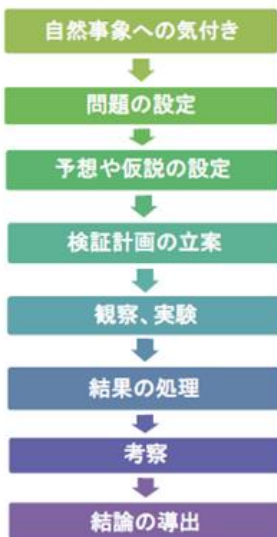 自然事象への気付き
問題の設定
予想や仮説の設定
検証計画の立案
観察、実験
結果の処理
考察
結論の導出